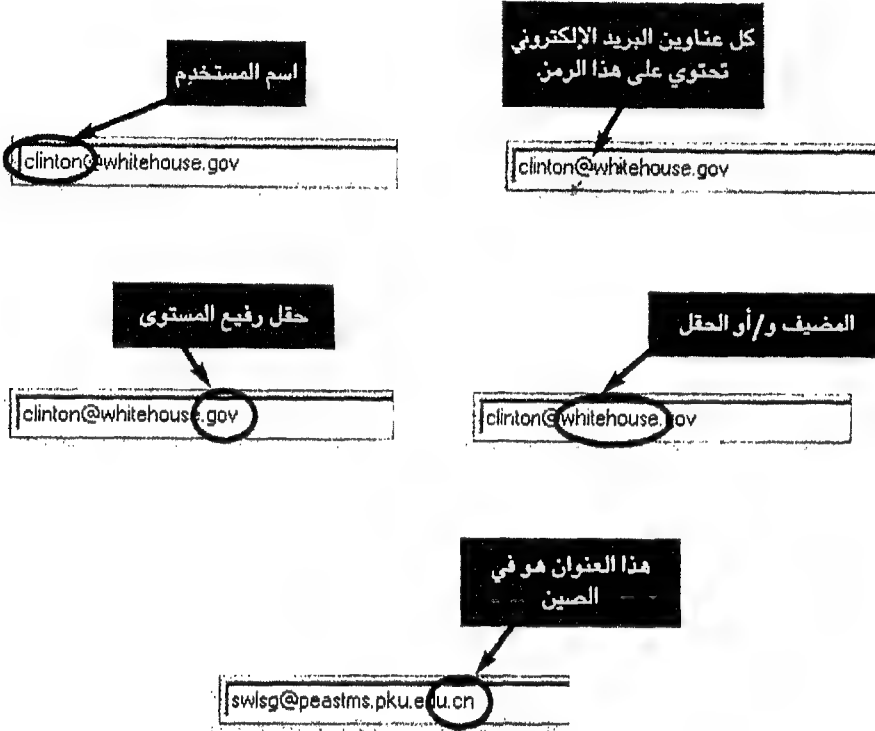 كل عناوين البريد الإلكتروني
تحتوي على هذا الرمز.
clinton@whitehouse.gov
اسم المستخدِم
clinton@whitehouse.gov
المضيف و/أو الحقل
clinton@whitehouse.gov
حقل رفيع المستوى
clinton@whitehouse.gov
هذا العنوان هو في
الصين
swlsg@peastms.pku.edu.cn